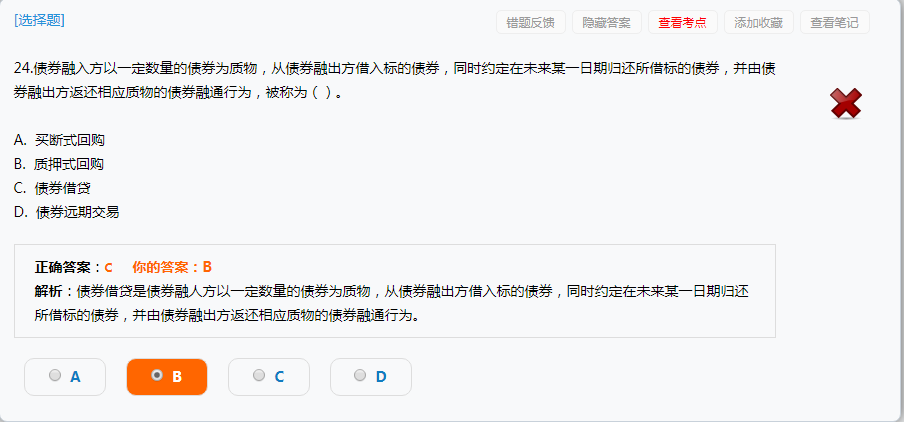 [选择题]
错题反馈 隐藏答案 查看考点 添加收藏 查看笔记
24.债券融入方以一定数量的债券为质物，从债券融出方借入标的债券，同时约定在未来某一日期归还所借标的债券，并由债
券融出方返还相应质物的债券融通行为，被称为 ( ) 。
A. 买断式回购
B. 质押式回购
C. 债券借贷
D. 债券远期交易
正确答案：C 你的答案：B
解析：债券借贷是债券融人方以一定数量的债券为质物，从债券融出方借入标的债券，同时约定在未来某一日期归还
所借标的债券，并由债券融出方返还相应质物的债券融通行为。
A B C D